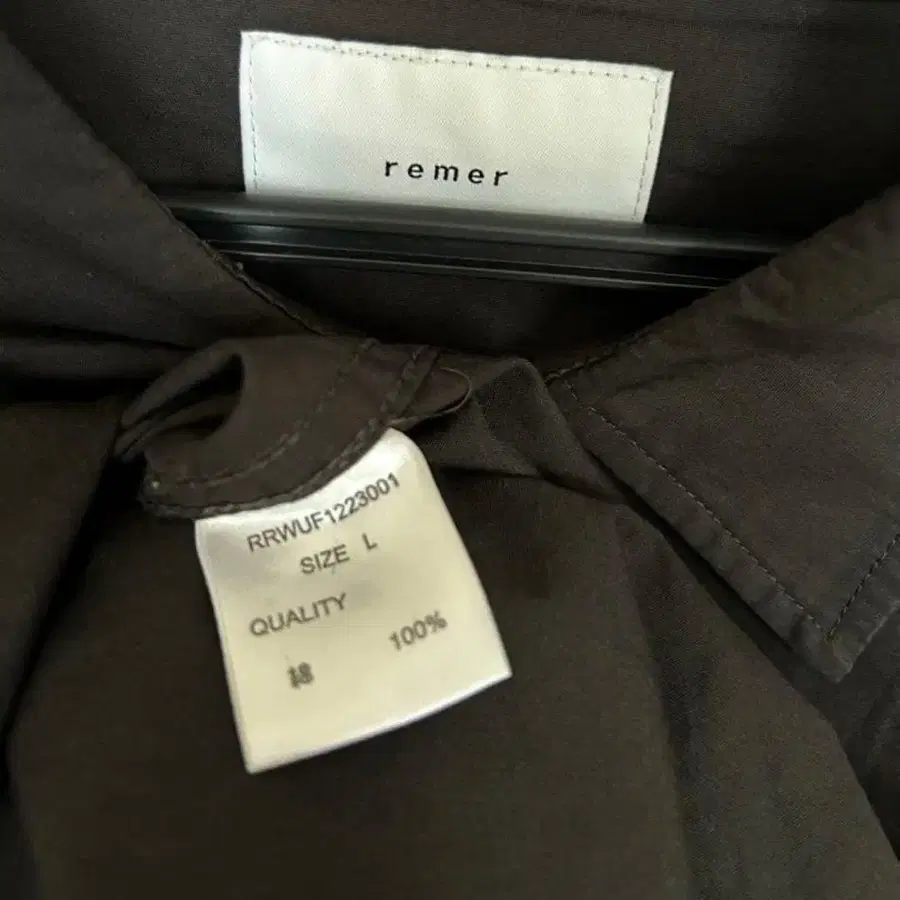 remer
RRWUF1223001
SIZE L
QUALITY
100%